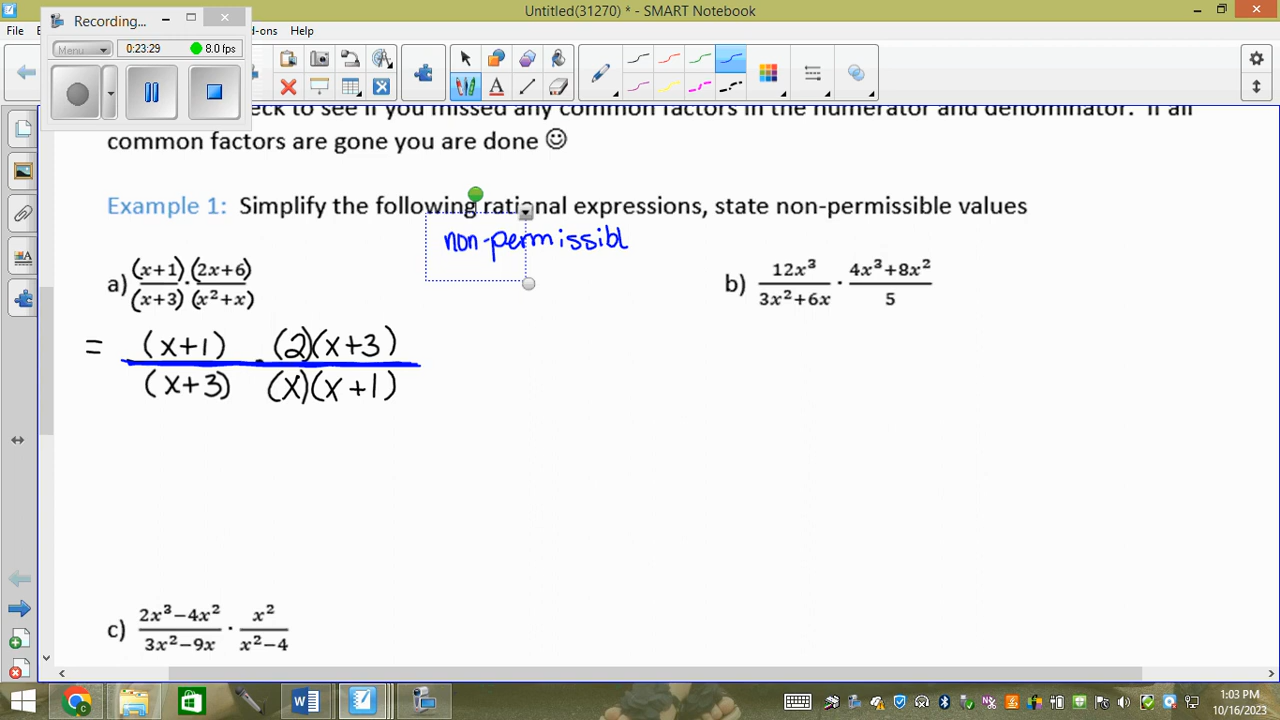 Untitled(31270) * - SMART Notebook
Recording...
File
d-ons Help
Menu
0:23:29
8.0 fps
eck to see if you missed any common factors in the numerator and denominator. If all
common factors are gone you are done ☺
Example 1: Simplify the following rational expressions, state non-permissible values
non-permissibl
a) (x+1)/(x+3) · (2x+6)/(x²+x)
b) 12x³/3x²+6x · 4x³+8x²/5
= (x+1)/(x+3) · (2)(x+3)/(x)(x+1)
c) 2x³−4x²/3x²−9x · x²/x²−4
1:03 PM
10/16/2023